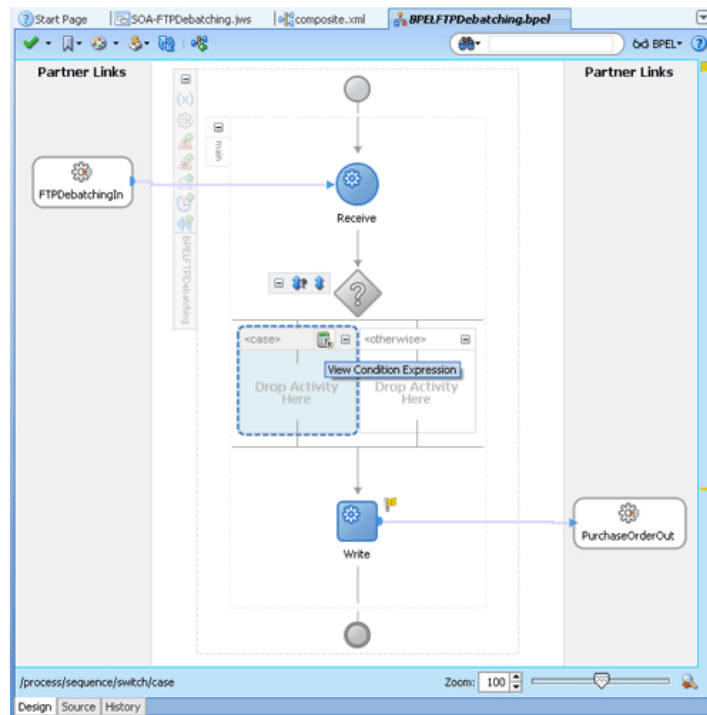 Start Page
SOA-FTPDebatching.jws
composite.xml
BPELFTPDebatching.bpel
BPEL
Partner Links
Partner Links
(x)
main
FTPDebatchingIn
Receive
BPELFTPDebatching
?
<case>
<otherwise>
View Condition Expression
Drop Activity
Here
Drop Activity
Here
Write
PurchaseOrderOut
/process/sequence/switch/case
Zoom: 100
Design
Source
History